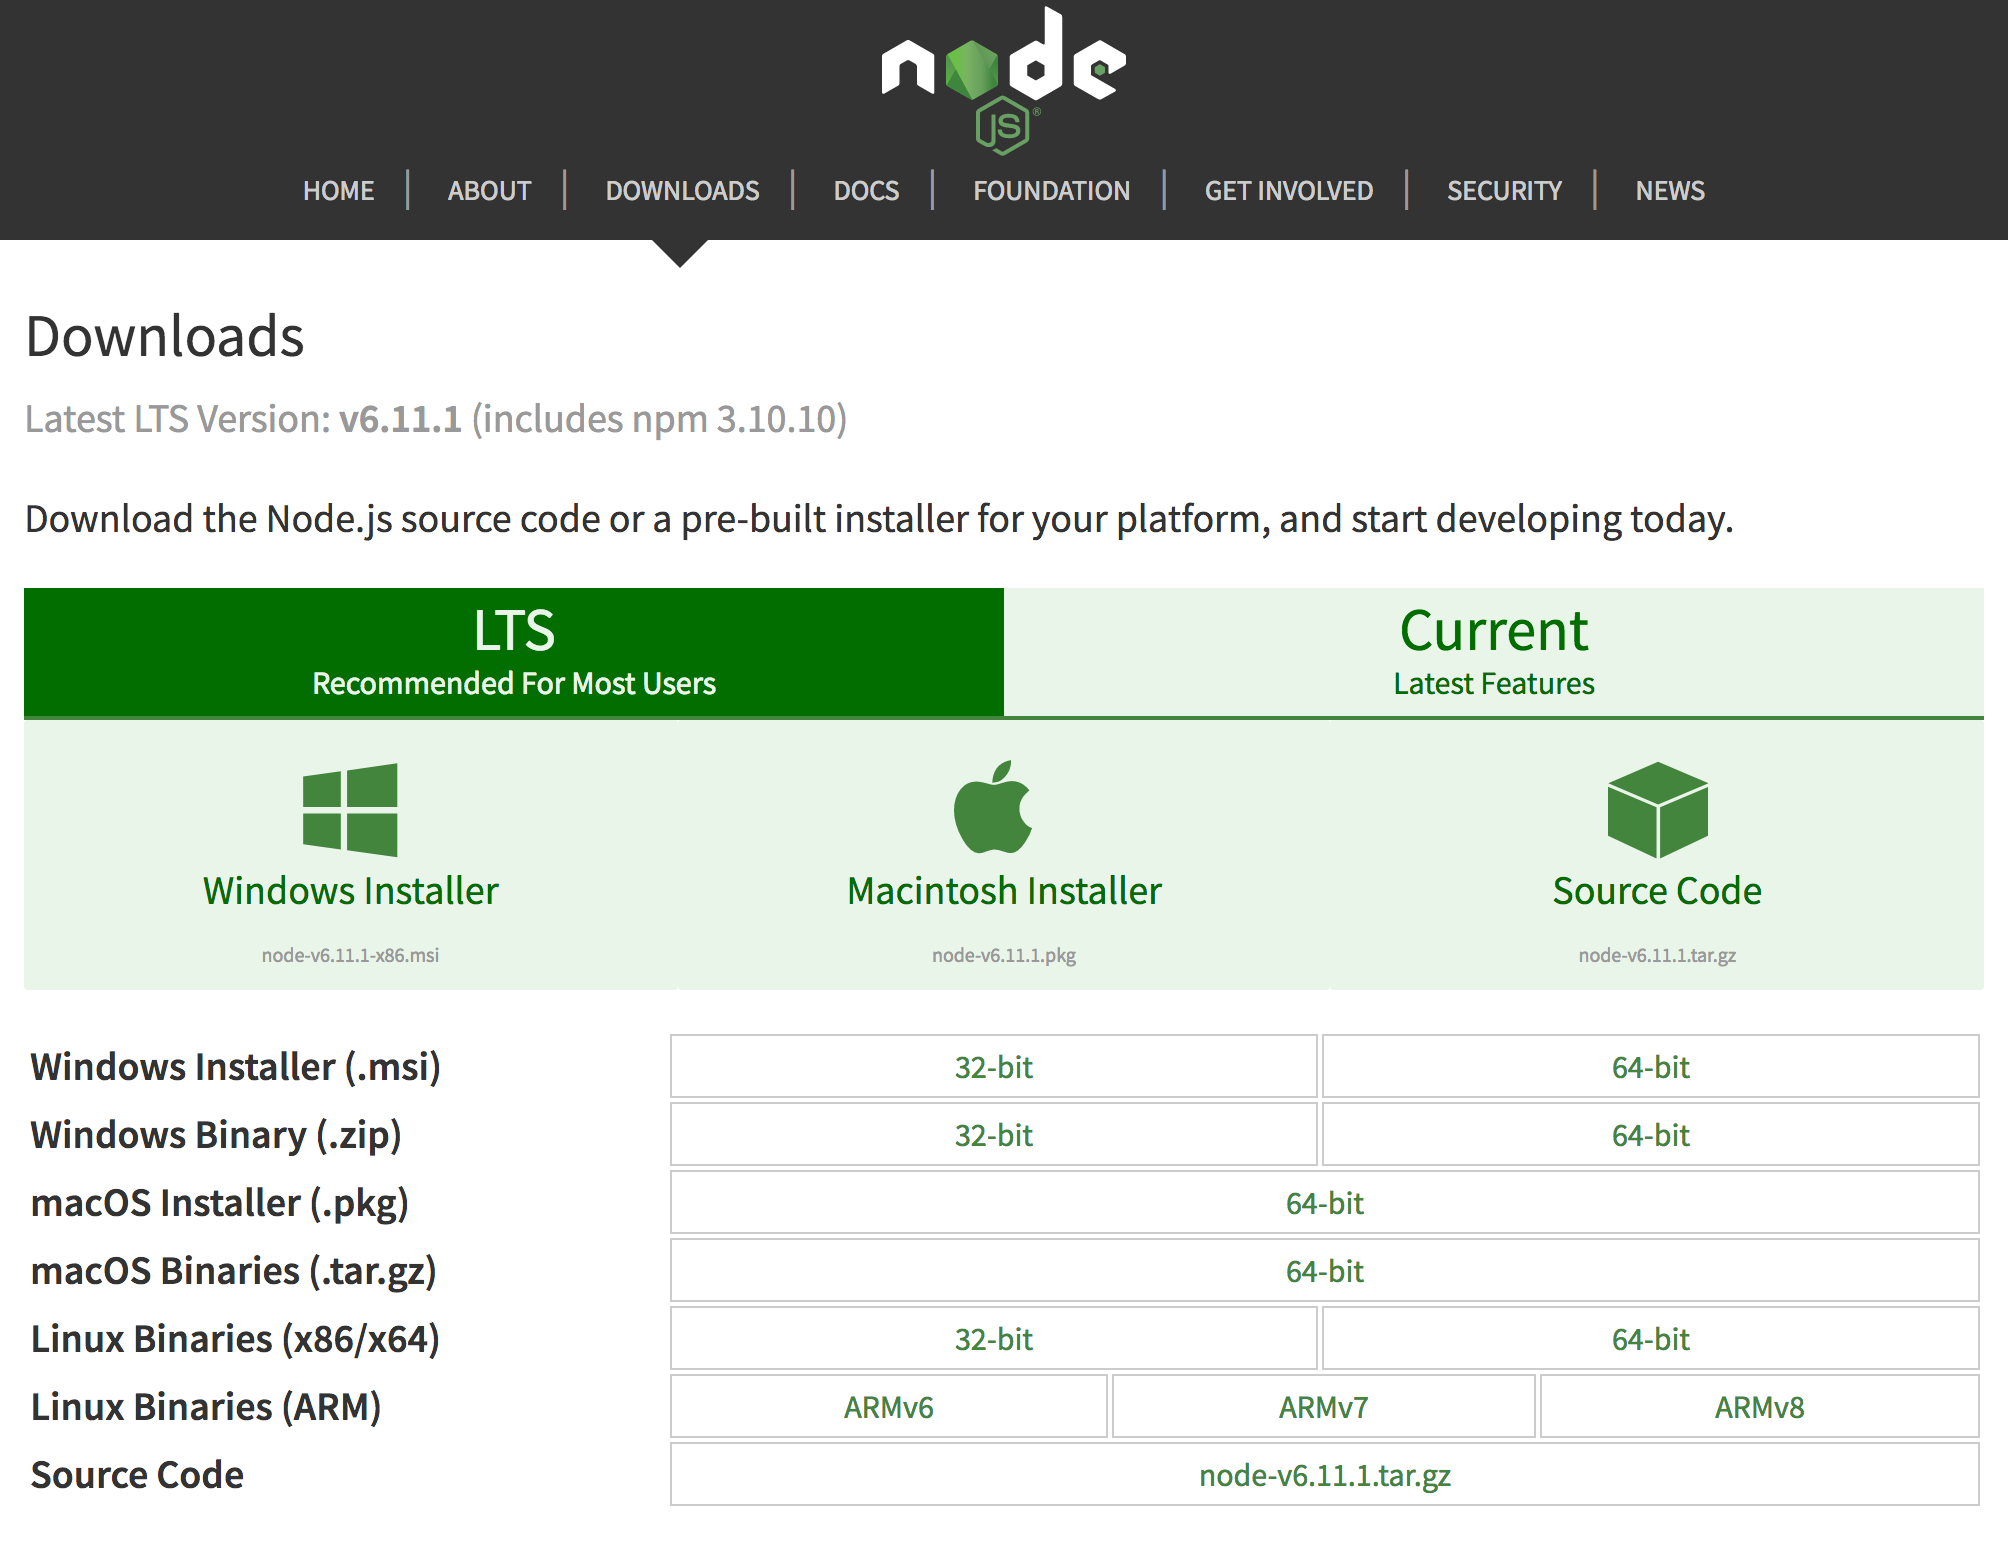 node
JS ®
HOME | ABOUT | DOWNLOADS | DOCS | FOUNDATION | GET INVOLVED | SECURITY | NEWS
Downloads
Latest LTS Version: v6.11.1 (includes npm 3.10.10)
Download the Node.js source code or a pre-built installer for your platform, and start developing today.
LTS
Recommended For Most Users
Current
Latest Features
Windows Installer
node-v6.11.1-x86.msi
Macintosh Installer
node-v6.11.1.pkg
Source Code
node-v6.11.1.tar.gz
Windows Installer (.msi) 32-bit 64-bit
Windows Binary (.zip) 32-bit 64-bit
macOS Installer (.pkg) 64-bit
macOS Binaries (.tar.gz) 64-bit
Linux Binaries (x86/x64) 32-bit 64-bit
Linux Binaries (ARM) ARMv6 ARMv7 ARMv8
Source Code node-v6.11.1.tar.gz